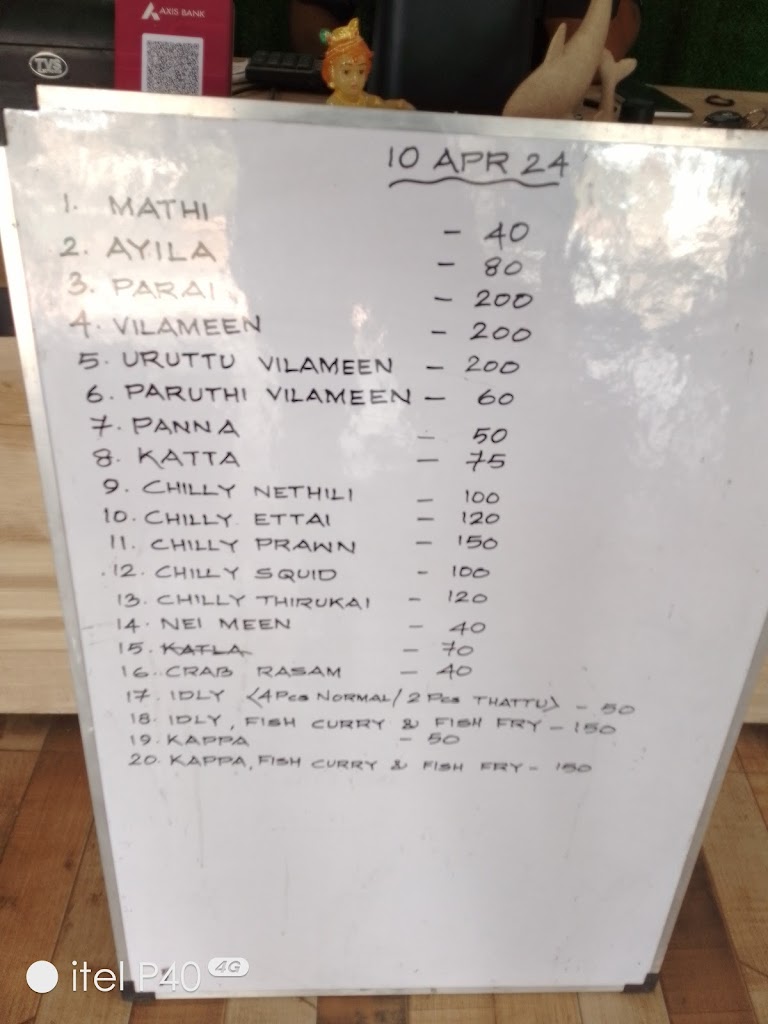 AXIS BANK
TVS
10 APR 24
1. MATHI - 40
2. AYILA - 80
3. PARAI - 200
4. VILAMEEN - 200
5. URUTTU VILAMEEN - 200
6. PARUTHI VILAMEEN - 60
7. PANNA - 50
8. KATTA - 75
9. CHILLY NETHILI - 100
10. CHILLY ETTAI - 120
11. CHILLY PRAWN - 150
12. CHILLY SQUID - 100
13. CHILLY THIRUKAI - 120
14. NEI MEEN - 40
15. KATLA - 70
16. CRAB RASAM - 40
17. IDLY <4 Pcs NORMAL/2 Pcs THATTU> - 50
18. IDLY, FISH CURRY & FISH FRY - 150
19. KAPPA - 50
20. KAPPA, FISH CURRY & FISH FRY - 150
itel P40 4G